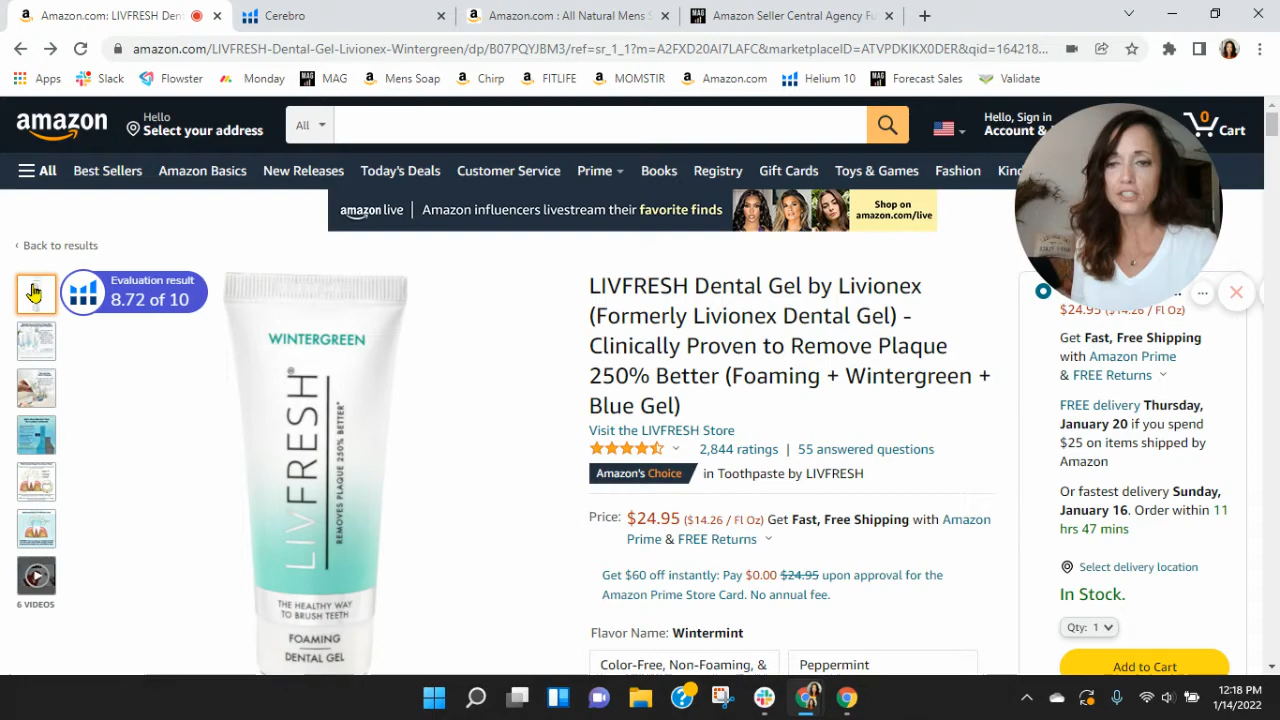 Amazon.com: LIVFRESH Den
Cerebro
Amazon.com : All Natural Mens S
Amazon Seller Central Agency Fu
amazon.com/LIVFRESH-Dental-Gel-Livionex-Wintergreen/dp/B07PQYJBM3/ref=sr_1_1?m=A2FXD20AI7LAFC&marketplaceID=ATVPDKIKX0DER&qid=164218...
Apps
Slack
Flowster
Monday
MAG
Mens Soap
Chirp
FITLIFE
MOMSTIR
Amazon.com
Helium 10
Forecast Sales
Validate
amazon
Hello
Select your address
All
Hello, Sign in
Account &
0
Cart
All
Best Sellers
Amazon Basics
New Releases
Today's Deals
Customer Service
Prime
Books
Registry
Gift Cards
Toys & Games
Fashion
Kin
amazon live
Amazon influencers livestream their favorite finds
Shop on
amazon.com/live
‹ Back to results
Evaluation result
8.72 of 10
6 VIDEOS
WINTERGREEN
LIVFRESH®
REMOVES PLAQUE 250% BETTER*
THE HEALTHY WAY
TO BRUSH TEETH
FOAMING
DENTAL GEL
LIVFRESH Dental Gel by Livionex
(Formerly Livionex Dental Gel) -
Clinically Proven to Remove Plaque
250% Better (Foaming + Wintergreen +
Blue Gel)
Visit the LIVFRESH Store
2,844 ratings | 55 answered questions
Amazon's Choice in Toothpaste by LIVFRESH
Price: $24.95 ($14.26 / Fl Oz) Get Fast, Free Shipping with Amazon
Prime & FREE Returns
Get $60 off instantly: Pay $0.00 $24.95 upon approval for the
Amazon Prime Store Card. No annual fee.
Flavor Name: Wintermint
Color-Free, Non-Foaming, &
Peppermint
$24.95 ($14.26 / Fl Oz)
Get Fast, Free Shipping
with Amazon Prime
& FREE Returns
FREE delivery Thursday,
January 20 if you spend
$25 on items shipped by
Amazon
Or fastest delivery Sunday,
January 16. Order within 11
hrs 47 mins
Select delivery location
In Stock.
Qty: 1
Add to Cart
12:18 PM
1/14/2022